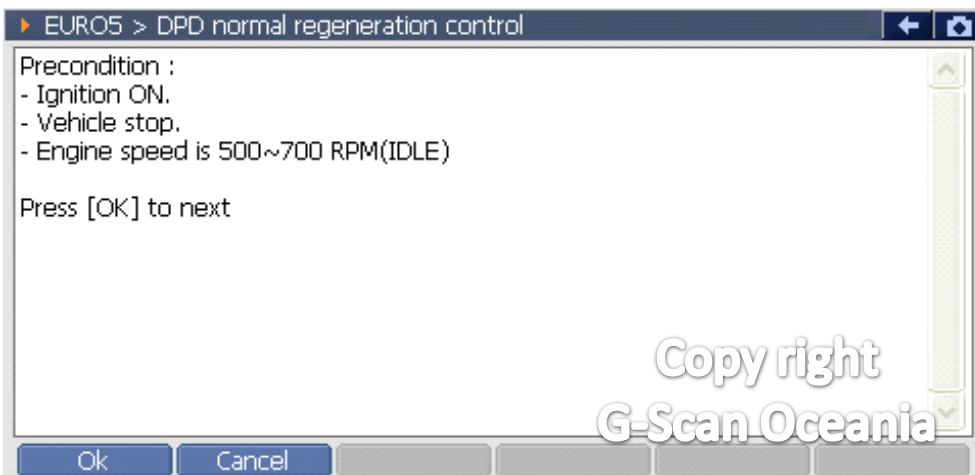 EURO5 > DPD normal regeneration control
Precondition :
- Ignition ON.
- Vehicle stop.
- Engine speed is 500~700 RPM(IDLE)
Press [OK] to next
Copy right
G-Scan Oceania
Ok Cancel